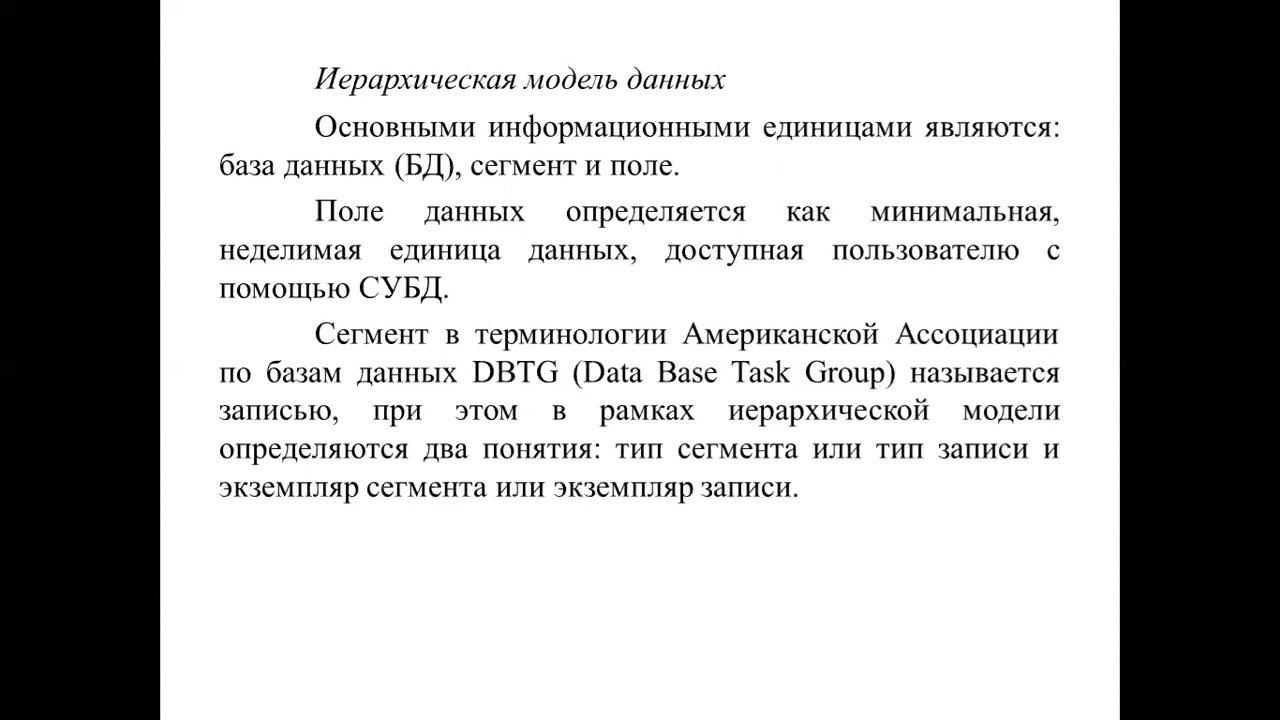 Иерархическая модель данных
Основными информационными единицами являются:
база данных (БД), сегмент и поле.
Поле данных определяется как минимальная,
неделимая единица данных, доступная пользователю с
помощью СУБД.
Сегмент в терминологии Американской Ассоциации
по базам данных DBTG (Data Base Task Group) называется
записью, при этом в рамках иерархической модели
определяются два понятия: тип сегмента или тип записи и
экземпляр сегмента или экземпляр записи.